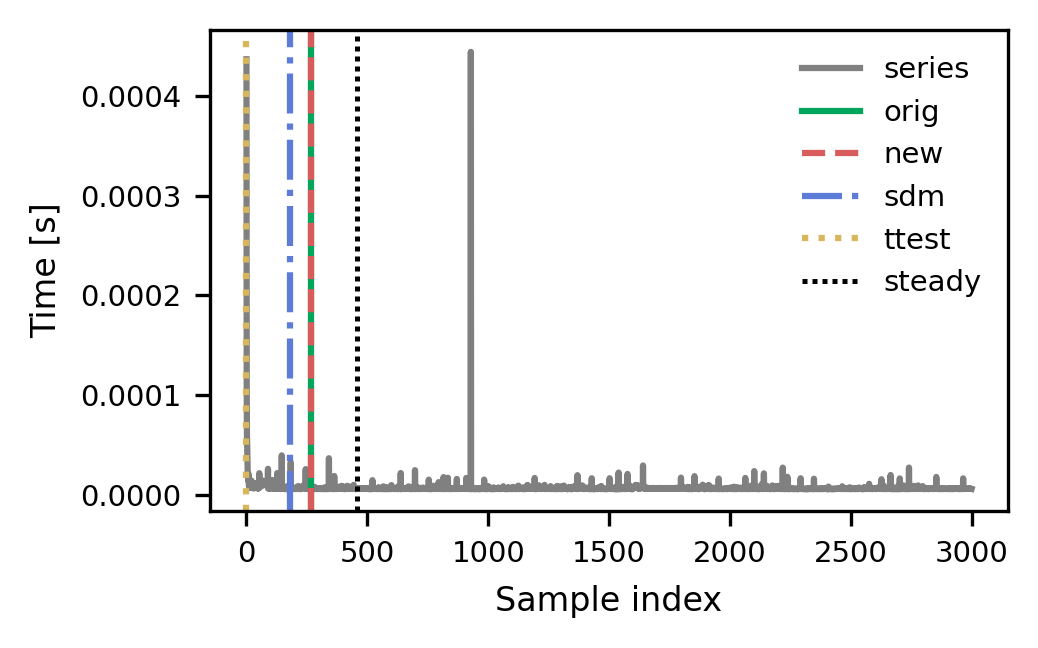 Time [s]
0.0004
0.0003
0.0002
0.0001
0.0000
series
orig
new
sdm
ttest
steady
0 500 1000 1500 2000 2500 3000
Sample index